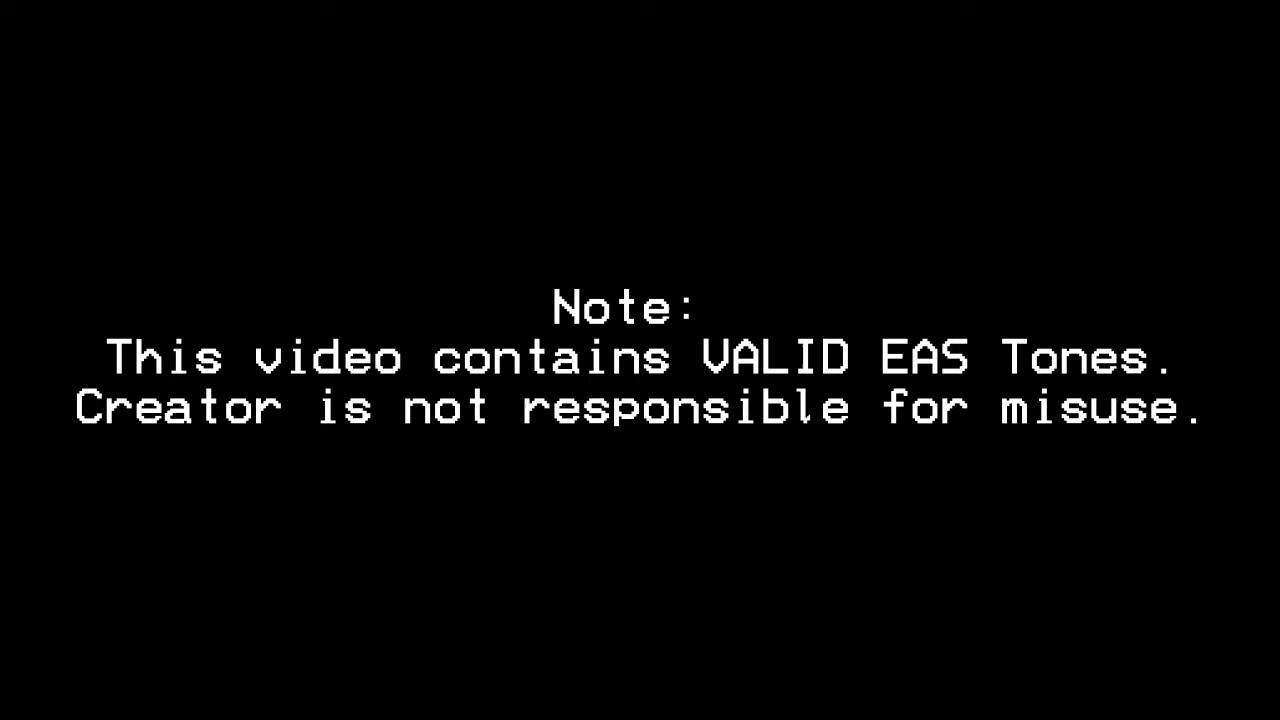 Note:
This video contains VALID EAS Tones.
Creator is not responsible for misuse.